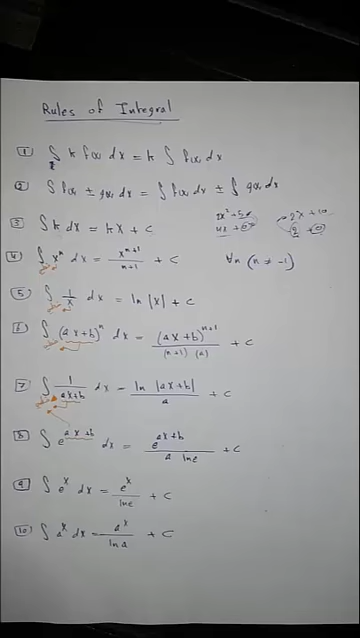 Rules of Integral
1 ∫ k f(x) dx = k ∫ f(x) dx
2 ∫ f(x) ± g(x) dx = ∫ f(x) dx ± ∫ g(x) dx
3 ∫ k dx = kx + c
4 ∫ xⁿ dx = xⁿ⁺¹/(n+1) + c ∀n (n ≠ -1)
5 ∫ 1/x dx = ln |x| + c
6 ∫ (ax+b)ⁿ dx = (ax+b)ⁿ⁺¹/((n+1)(a)) + c
7 ∫ 1/(ax+b) dx = ln |ax+b|/a + c
8 ∫ e^(ax+b) dx = e^(ax+b)/(a lne) + c
9 ∫ eˣ dx = eˣ/lne + c
10 ∫ aˣ dx = aˣ/ln a + c